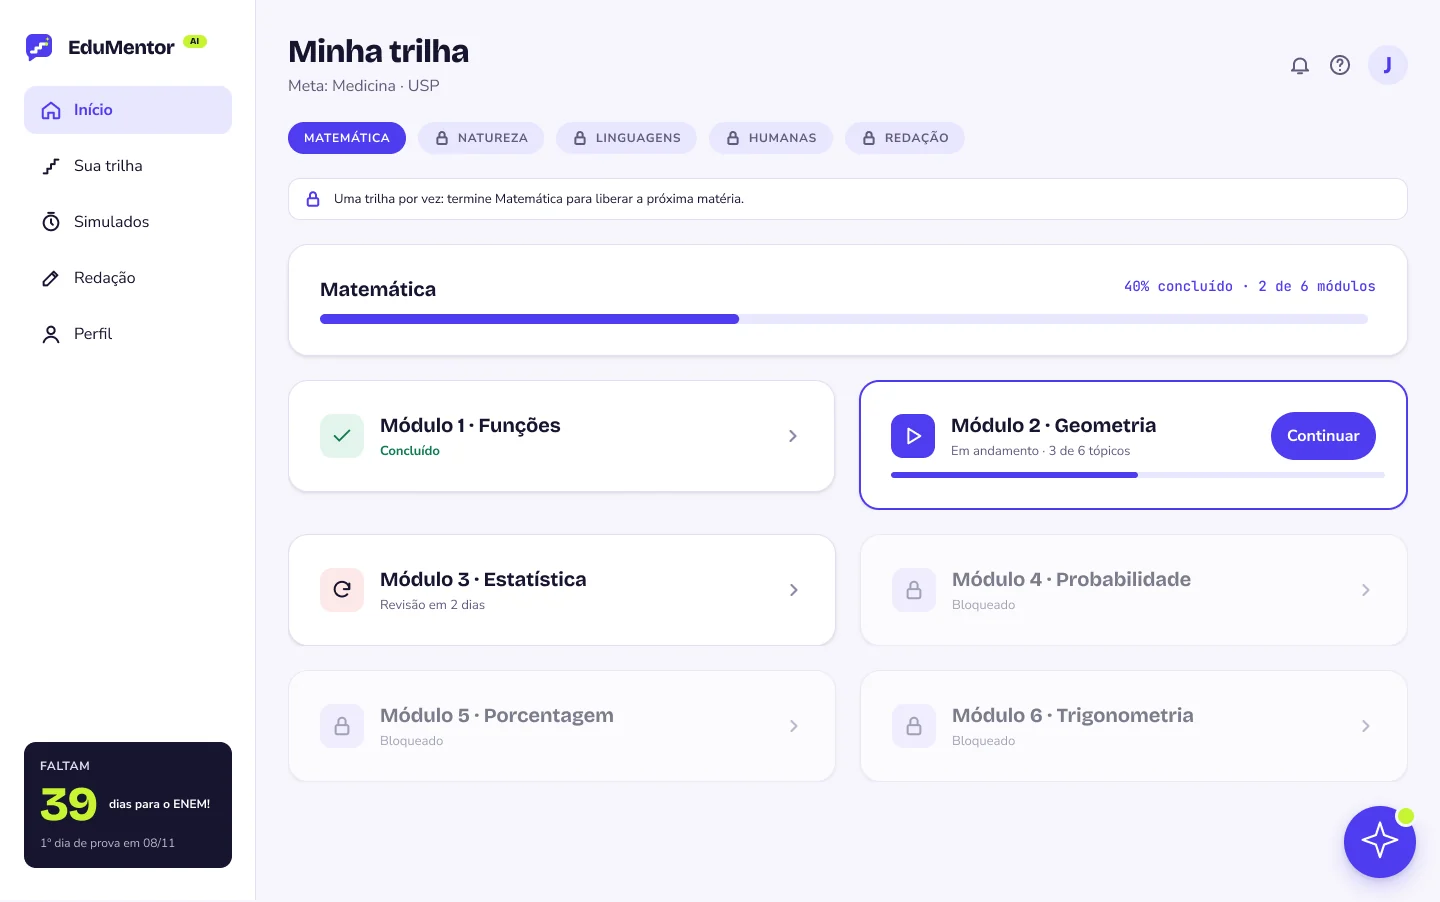 EduMentor AI
Início
Sua trilha
Simulados
Redação
Perfil
FALTAM
39 dias para o ENEM!
1º dia de prova em 08/11
Minha trilha
Meta: Medicina · USP
J
MATEMÁTICA
NATUREZA
LINGUAGENS
HUMANAS
REDAÇÃO
Uma trilha por vez: termine Matemática para liberar a próxima matéria.
Matemática
40% concluído · 2 de 6 módulos
Módulo 1 · Funções
Concluído
Módulo 2 · Geometria
Em andamento · 3 de 6 tópicos
Continuar
Módulo 3 · Estatística
Revisão em 2 dias
Módulo 4 · Probabilidade
Bloqueado
Módulo 5 · Porcentagem
Bloqueado
Módulo 6 · Trigonometria
Bloqueado